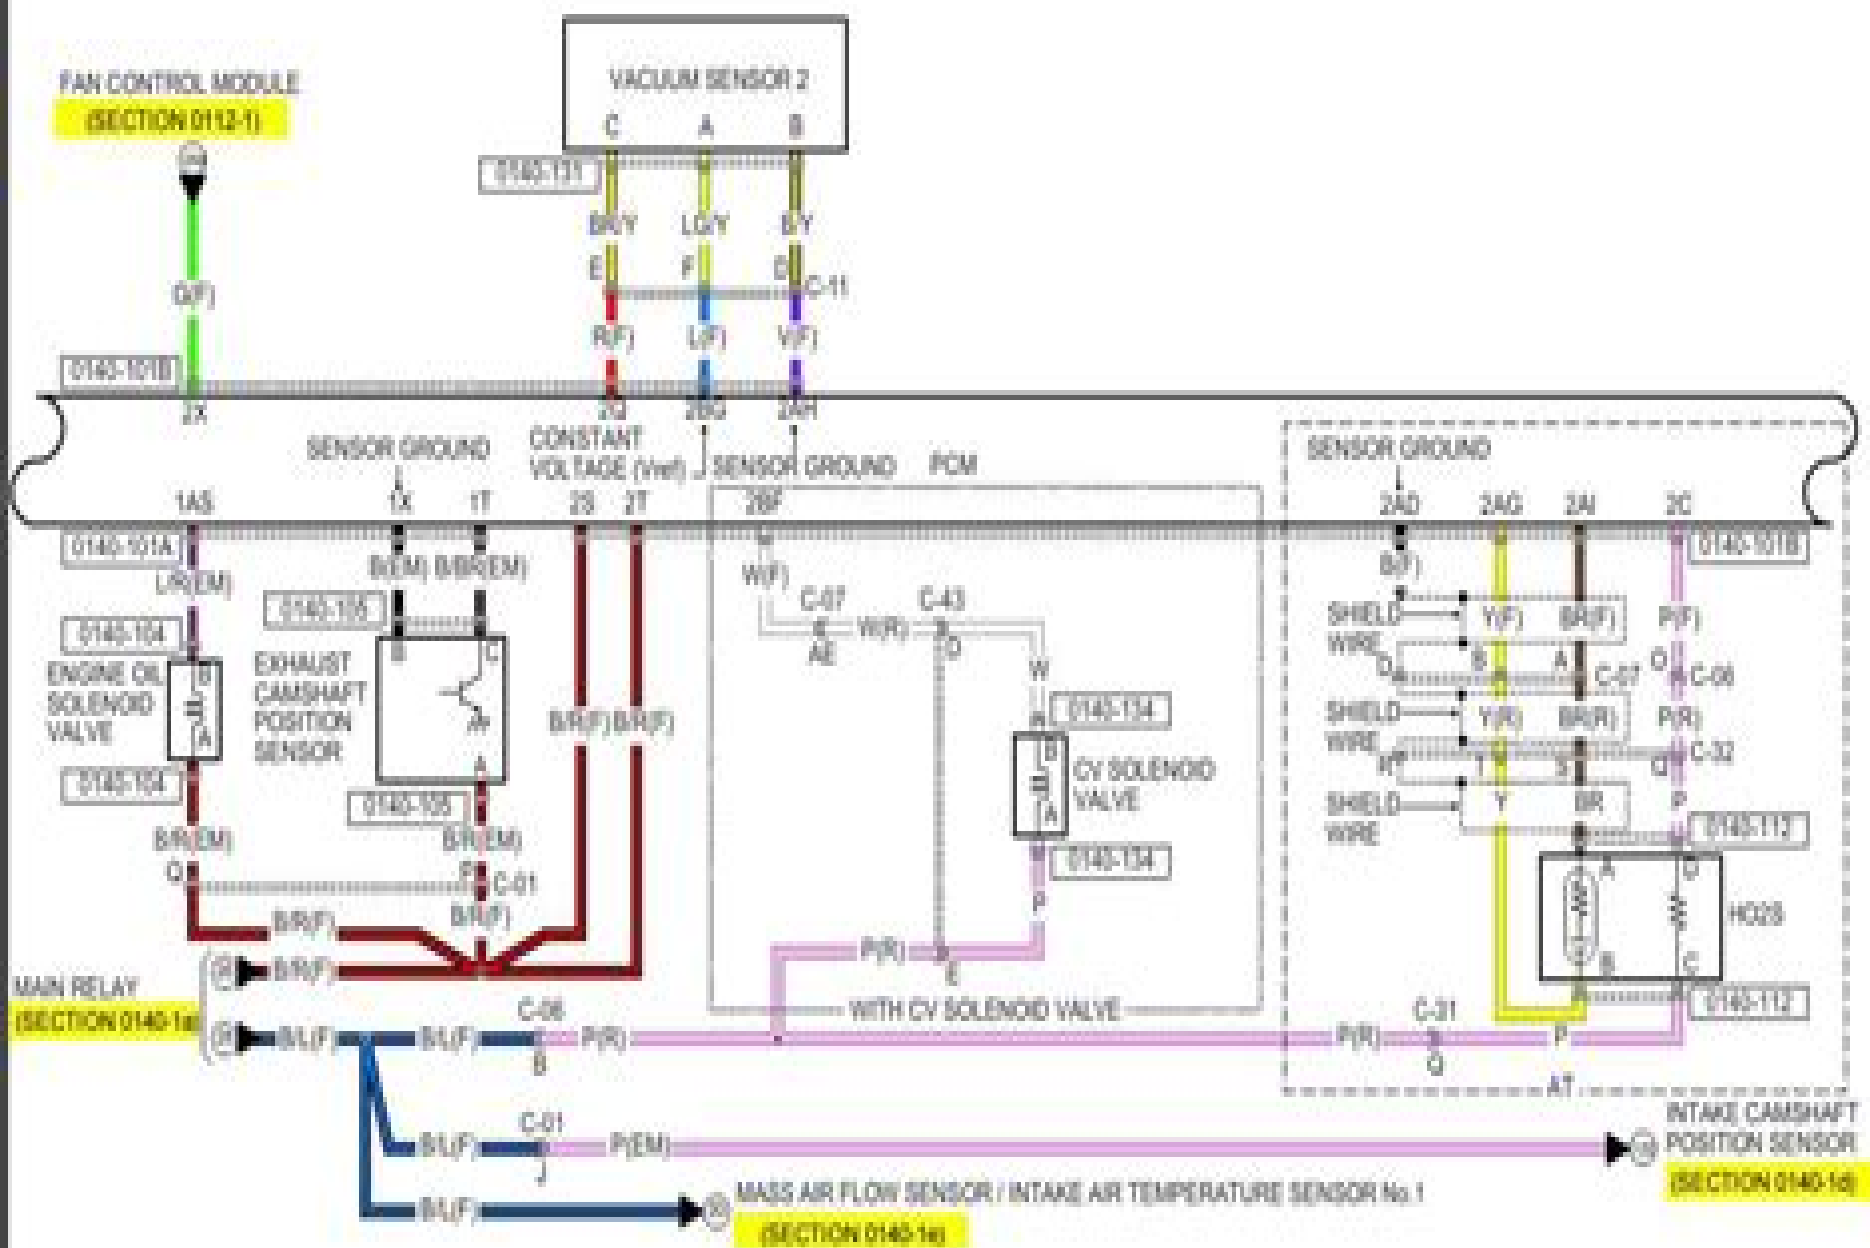 FAN CONTROL MODULE
(SECTION 0112-1)
VACUUM SENSOR 2
C A B
0140-131
BR/Y LG/Y B/Y
E F D
C-11
G(F)
R(F) L(F) V(F)
0140-101B
2X 2Q 2BG 2AH
SENSOR GROUND
CONSTANT
VOLTAGE (Vref)
SENSOR GROUND
PCM
SENSOR GROUND
1AS 1X 1T 2S 2T 2BF 2AD 2AG 2AI 2C
0140-101A
0140-101B
L/R(EM)
B(EM) B/BR(EM)
W(F)
B(F)
0140-105
C-07 C-43
W(R)
AE D
SHIELD
WIRE
Y(F) BR(F) P(F)
0140-104
ENGINE OIL
SOLENOID
VALVE
B
A
EXHAUST
CAMSHAFT
POSITION
SENSOR
C
A
B/R(F) B/R(F)
W
0140-134
D B A O
C-07 C-06
SHIELD
WIRE
Y(R) BR(R) P(R)
R T S Q
C-32
CV SOLENOID
VALVE
B
A
0140-104
0140-105
SHIELD
WIRE
Y BR P
0140-112
B/R(EM) B/R(EM)
0140-134
Q P
C-01
P
A D
HO2S
B C
B/R(F) B/R(F)
B/R(F)
P(R)
E
0140-112
MAIN RELAY
(SECTION 0140-1a)
WITH CV SOLENOID VALVE
C-06
C-31
B/L(F) B/L(F) P(R) P(R) P
B
Q
AT
C-01
B/L(F) P(EM)
J
INTAKE CAMSHAFT
POSITION SENSOR
(SECTION 0140-1d)
B/L(F)
MASS AIR FLOW SENSOR / INTAKE AIR TEMPERATURE SENSOR No.1
(SECTION 0140-1e)